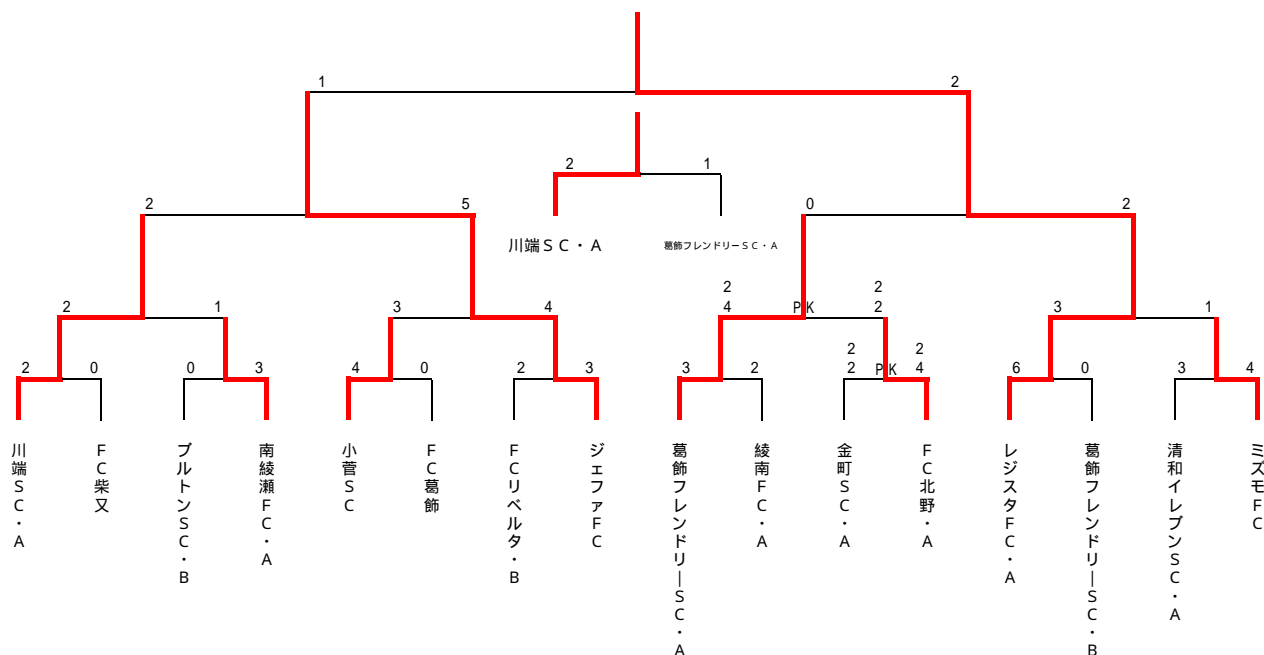 1 2
2 1
2 5 0 2
川端ＳＣ・Ａ 葛飾フレンドリーＳＣ・Ａ
2 2
2 1 3 4 4 ＰＫ 2 3 1
2 2
2 0 0 3 4 0 2 3 3 2 2 ＰＫ 4 6 0 3 4
川端ＳＣ・Ａ
ＦＣ柴又
ブルトンＳＣ・Ｂ
南綾瀬ＦＣ・Ａ
小菅ＳＣ
ＦＣ葛飾
ＦＣリベルタ・Ｂ
ジェファＦＣ
葛飾フレンドリーＳＣ・Ａ
綾南ＦＣ・Ａ
金町ＳＣ・Ａ
ＦＣ北野・Ａ
レジスタＦＣ・Ａ
葛飾フレンドリーＳＣ・Ｂ
清和イレブンＳＣ・Ａ
ミズモＦＣ